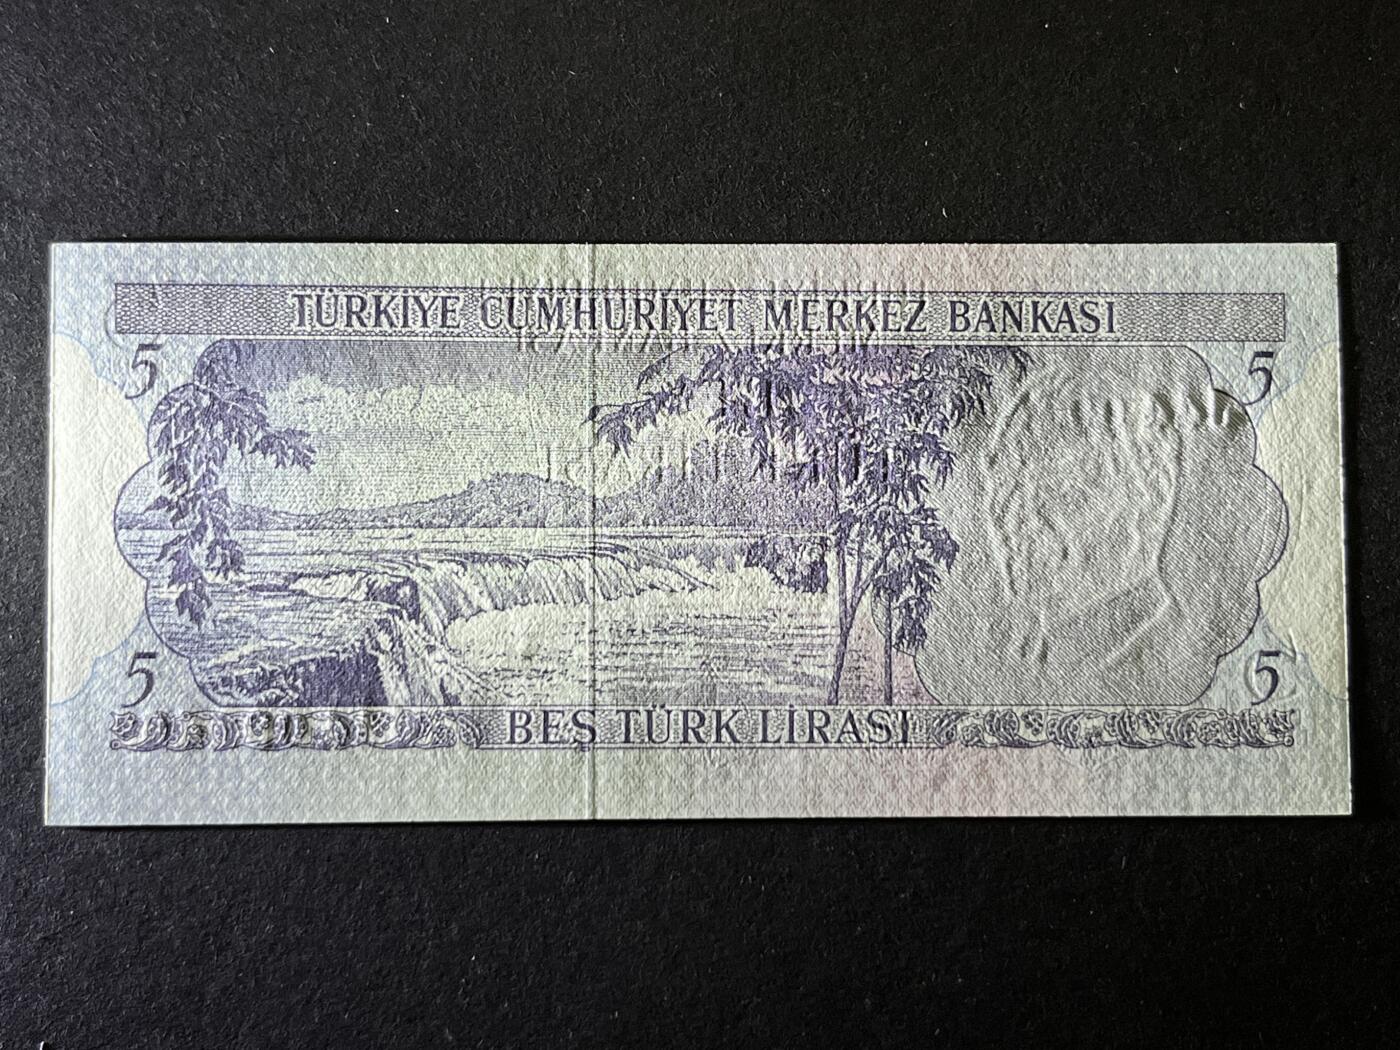 TÜRKİYE CUMHURİYET MERKEZ BANKASI
5 5
5 5
BEŞ TÜRK LİRASI